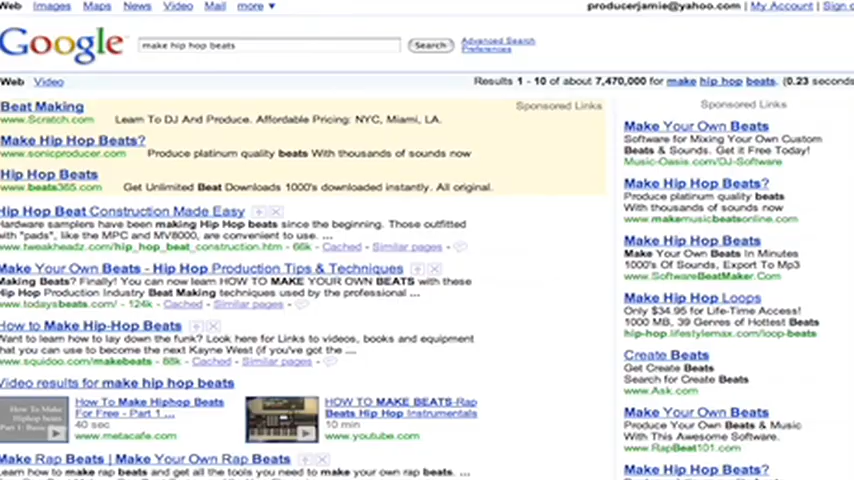 Web Images Maps News Video Mail more ▼
producerjamie@yahoo.com | My Account | Sign
Google
make hip hop beats
Search
Advanced Search
Preferences
Web Video
Results 1 - 10 of about 7,470,000 for make hip hop beats. (0.23 seconds
Beat Making
www.Scratch.com Learn To DJ And Produce. Affordable Pricing: NYC, Miami, LA.
Sponsored Links
Make Hip Hop Beats?
www.sonicproducer.com Produce platinum quality beats With thousands of sounds now
Hip Hop Beats
www.beats365.com Get Unlimited Beat Downloads 1000's downloaded instantly. All original.
Hip Hop Beat Construction Made Easy
Hardware samplers have been making Hip Hop beats since the beginning. Those outfitted
with "pads", like the MPC and MV8000, are convenient to use. ...
www.tweakheadz.com/hip_hop_beat_construction.htm - 66k - Cached - Similar pages -
Make Your Own Beats - Hip Hop Production Tips & Techniques
Making Beats? Finally! You can now learn HOW TO MAKE YOUR OWN BEATS with these
Hip Hop Production Industry Beat Making techniques used by the professional ...
www.todaysbeats.com/ - 124k - Cached - Similar pages -
How to Make Hip-Hop Beats
Want to learn how to lay down the funk? Look here for Links to videos, books and equipment
that you can use to become the next Kayne West (if you've got the ...
www.squidoo.com/makebeats - 88k - Cached - Similar pages -
Video results for make hip hop beats
How To Make
Hiphop beats
Part 1: Basic
How To Make Hiphop Beats
For Free - Part 1 ...
40 sec
www.metacafe.com
HOW TO MAKE BEATS-Rap
Beats Hip Hop Instrumentals
10 min
www.youtube.com
Make Rap Beats | Make Your Own Rap Beats
Learn how to make rap beats and get all the tools you need to make your own rap beats. ...
Sponsored Links
Make Your Own Beats
Software for Mixing Your Own Custom
Beats & Sounds. Get it Free Today!
Music-Oasis.com/DJ-Software
Make Hip Hop Beats?
Produce platinum quality beats
With thousands of sounds now
www.makemusicbeatsonline.com
Make Hip Hop Beats
Make Your Own Beats In Minutes
1000's Of Sounds, Export To Mp3
www.SoftwareBeatMaker.Com
Make Hip Hop Loops
Only $34.95 for Life-Time Access!
1000 MB, 39 Genres of Hottest Beats
hip-hop.lifestylemax.com/loop-beats
Create Beats
Get Create Beats
Search for Create Beats
www.Ask.com
Make Your Own Beats
Produce Your Own Beats & Music
With This Awesome Software.
www.RapBeat101.com
Make Hip Hop Beats?